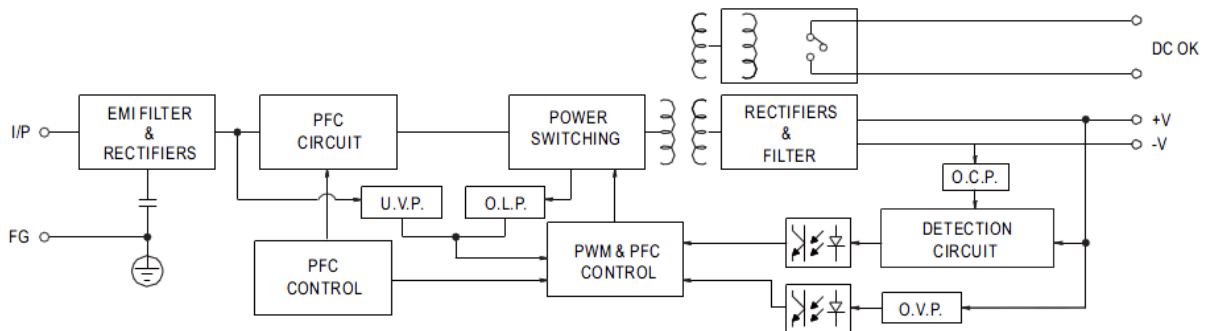 DC OK
I/P
EMI FILTER
&
RECTIFIERS
PFC
CIRCUIT
POWER
SWITCHING
RECTIFIERS
&
FILTER
+V
-V
U.V.P.
O.L.P.
O.C.P.
FG
PFC
CONTROL
PWM & PFC
CONTROL
DETECTION
CIRCUIT
O.V.P.